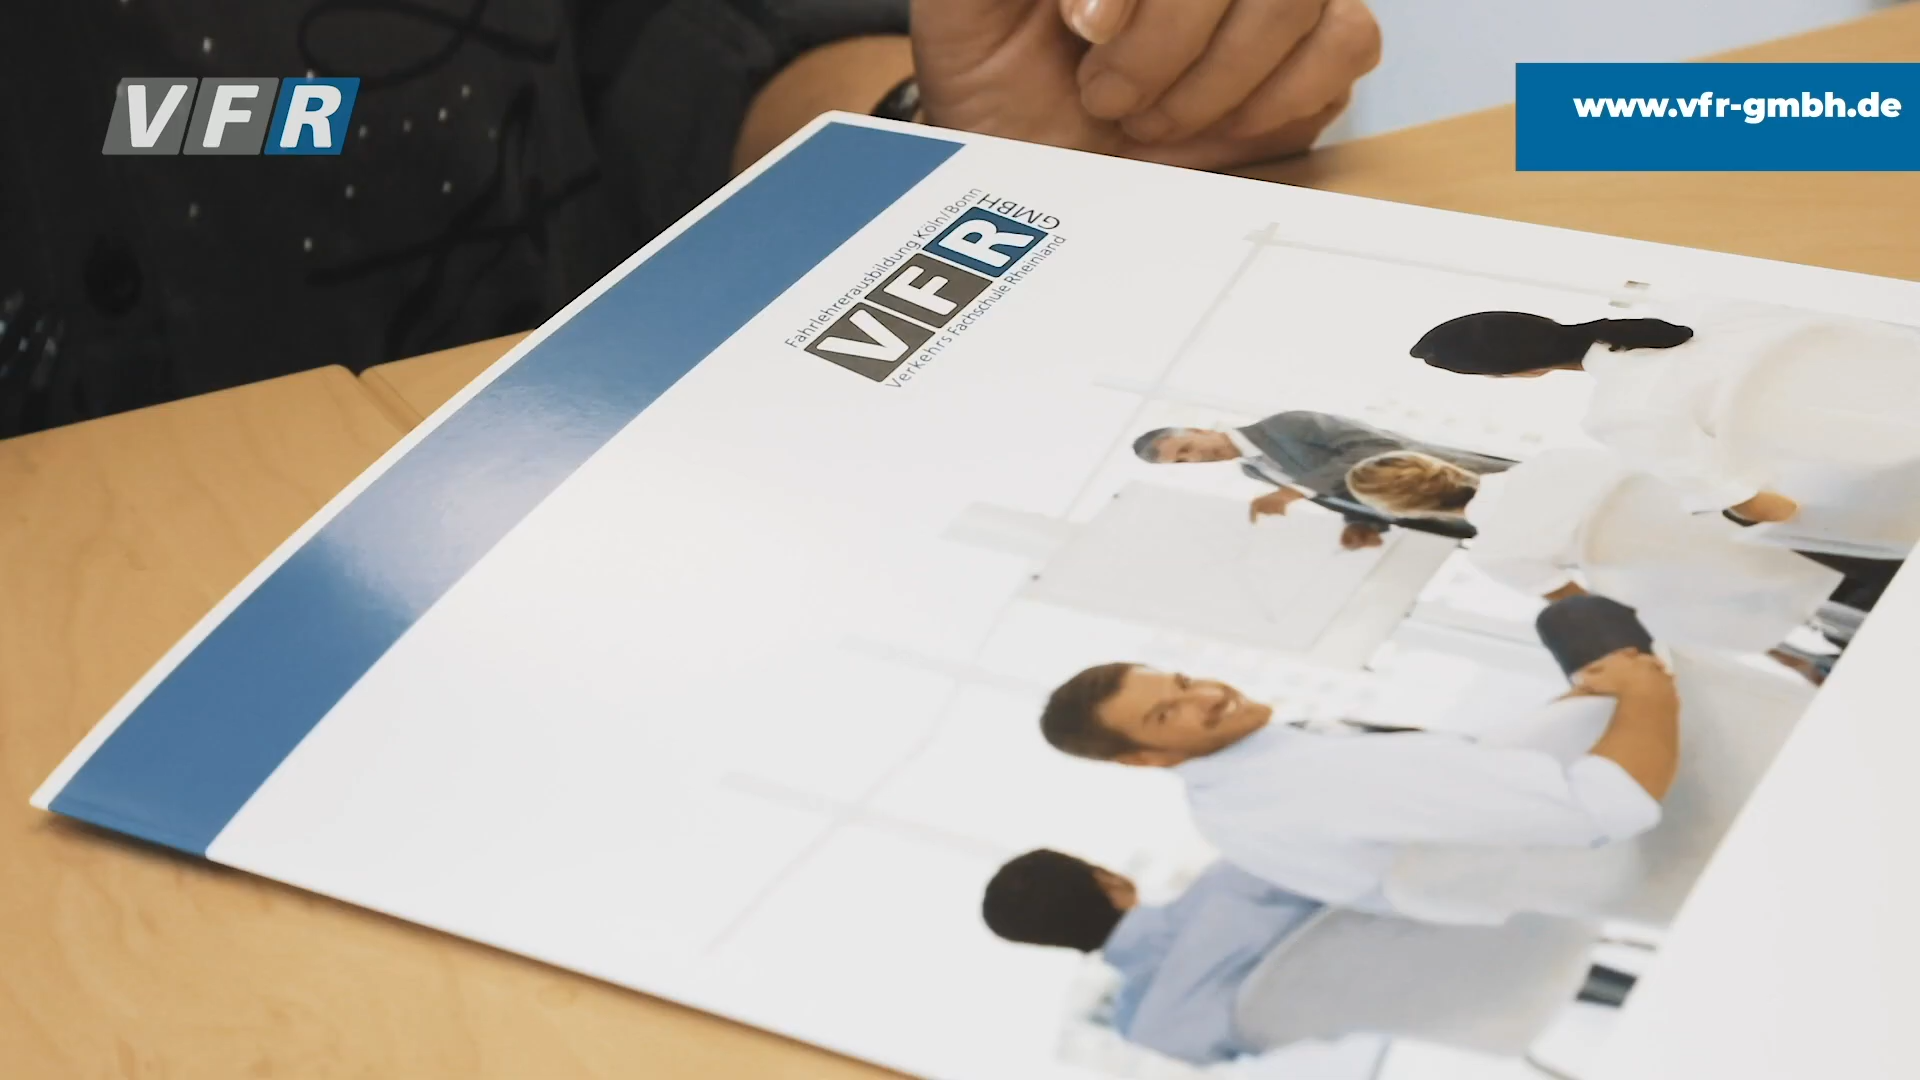 VFR
www.vfr-gmbh.de
Fahrlehrerausbildung Köln/Bonn
VFR
GMBH
Verkehrs Fachschule Rheinland